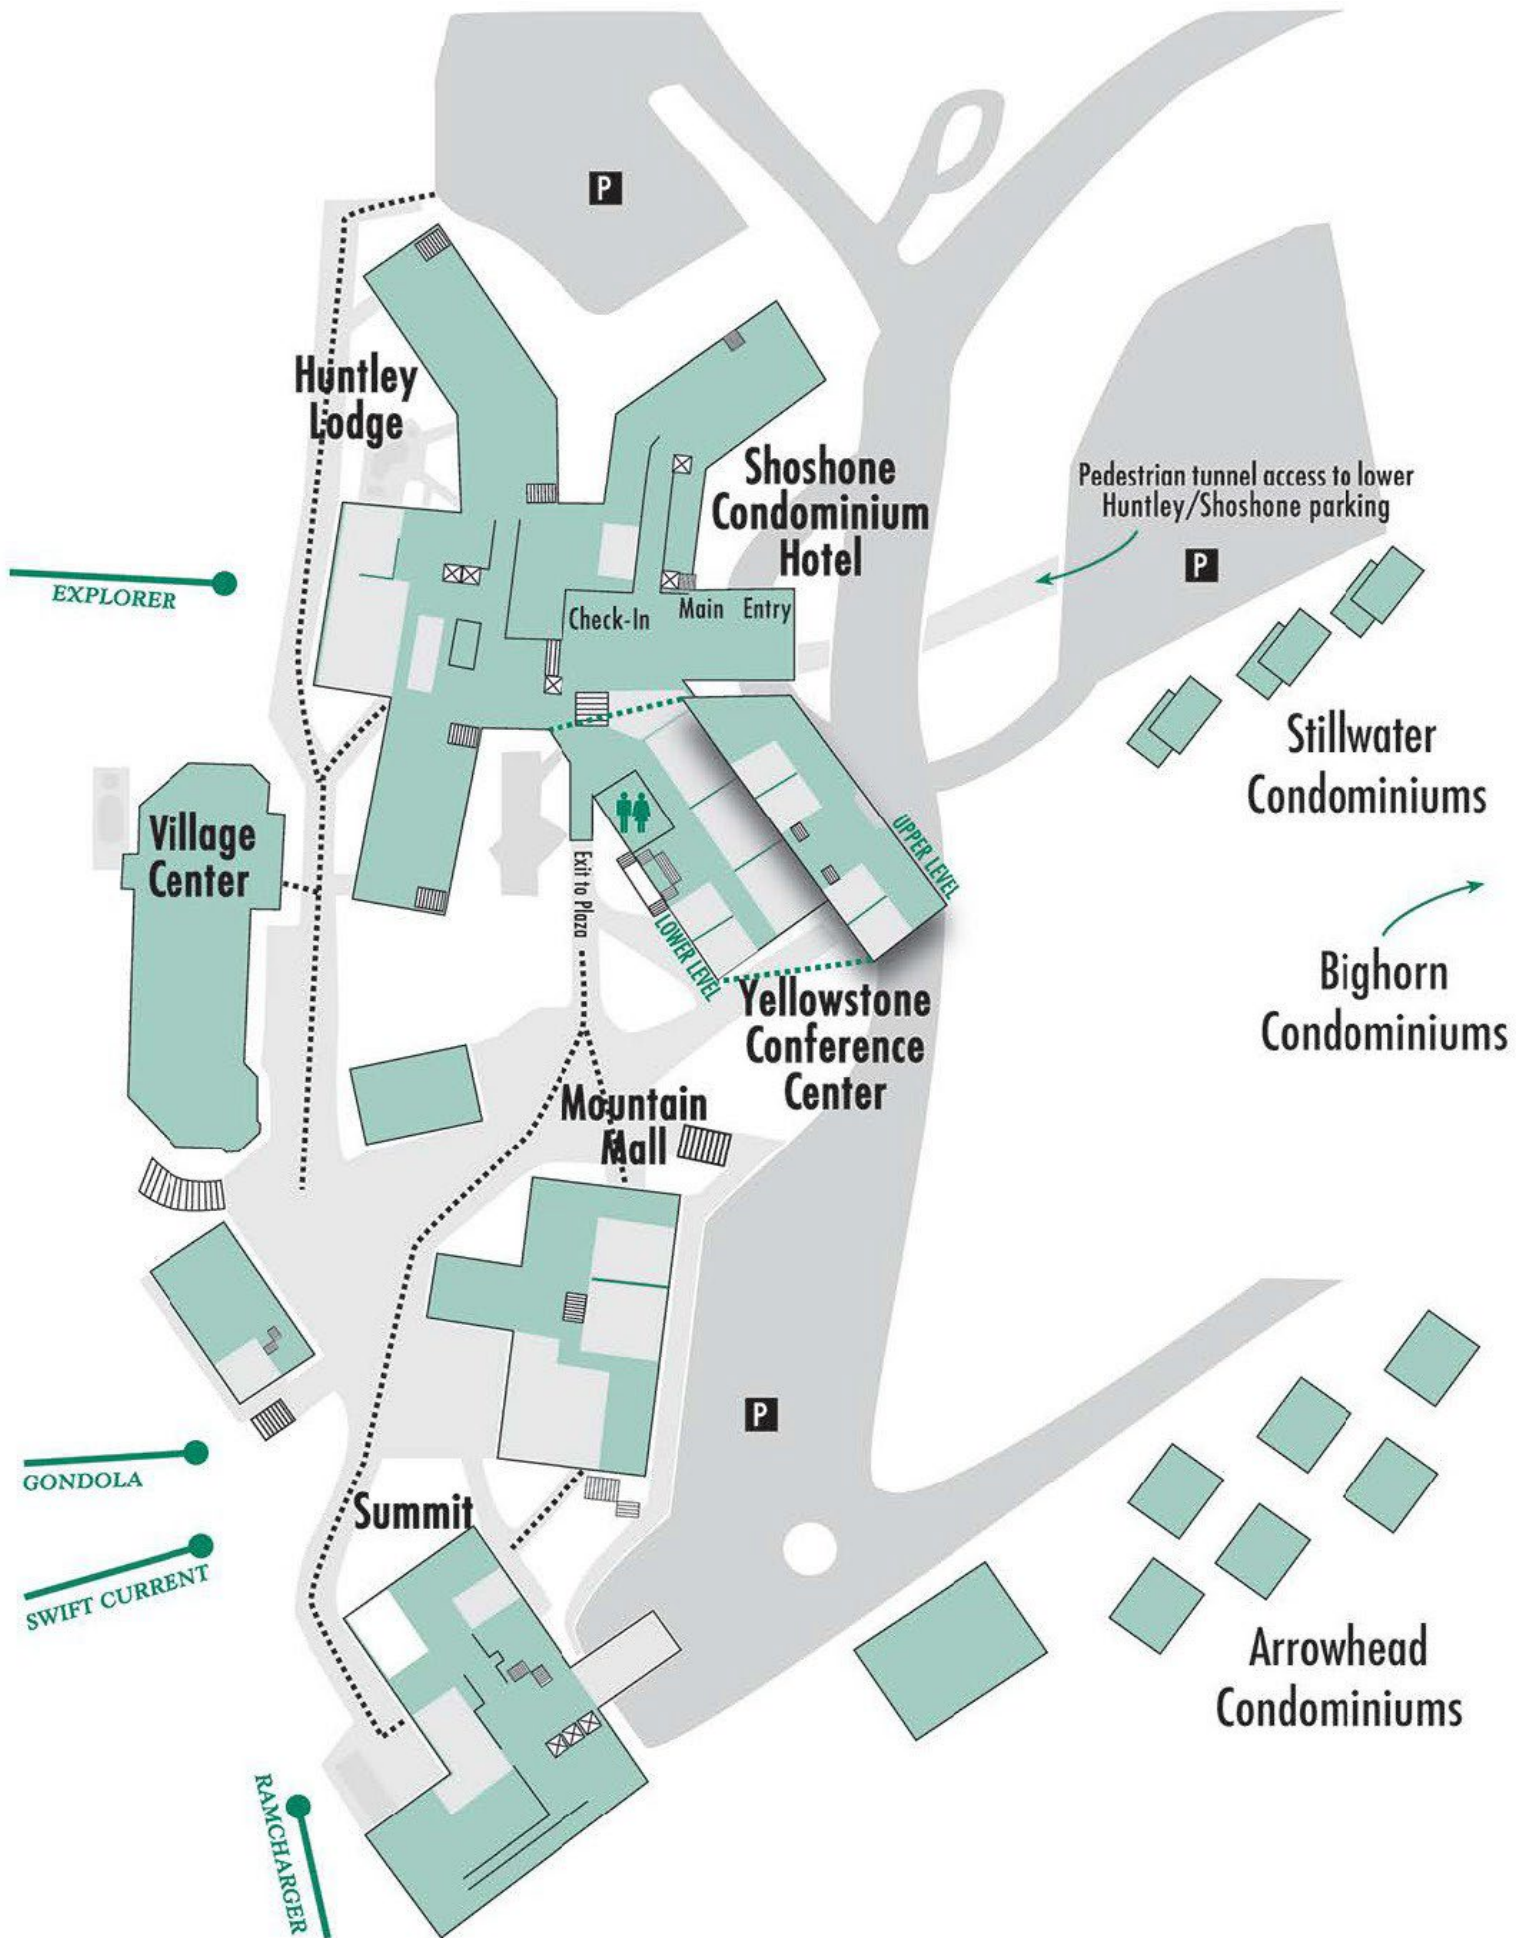 P
Huntley
Lodge
Shoshone
Condominium
Hotel
Pedestrian tunnel access to lower
Huntley/Shoshone parking
P
EXPLORER
Check-In
Main Entry
Stillwater
Condominiums
Village
Center
Exit to Plaza
UPPER LEVEL
LOWER LEVEL
Bighorn
Condominiums
Yellowstone
Conference
Center
Mountain
Mall
P
GONDOLA
Summit
SWIFT CURRENT
Arrowhead
Condominiums
RAMCHARGER